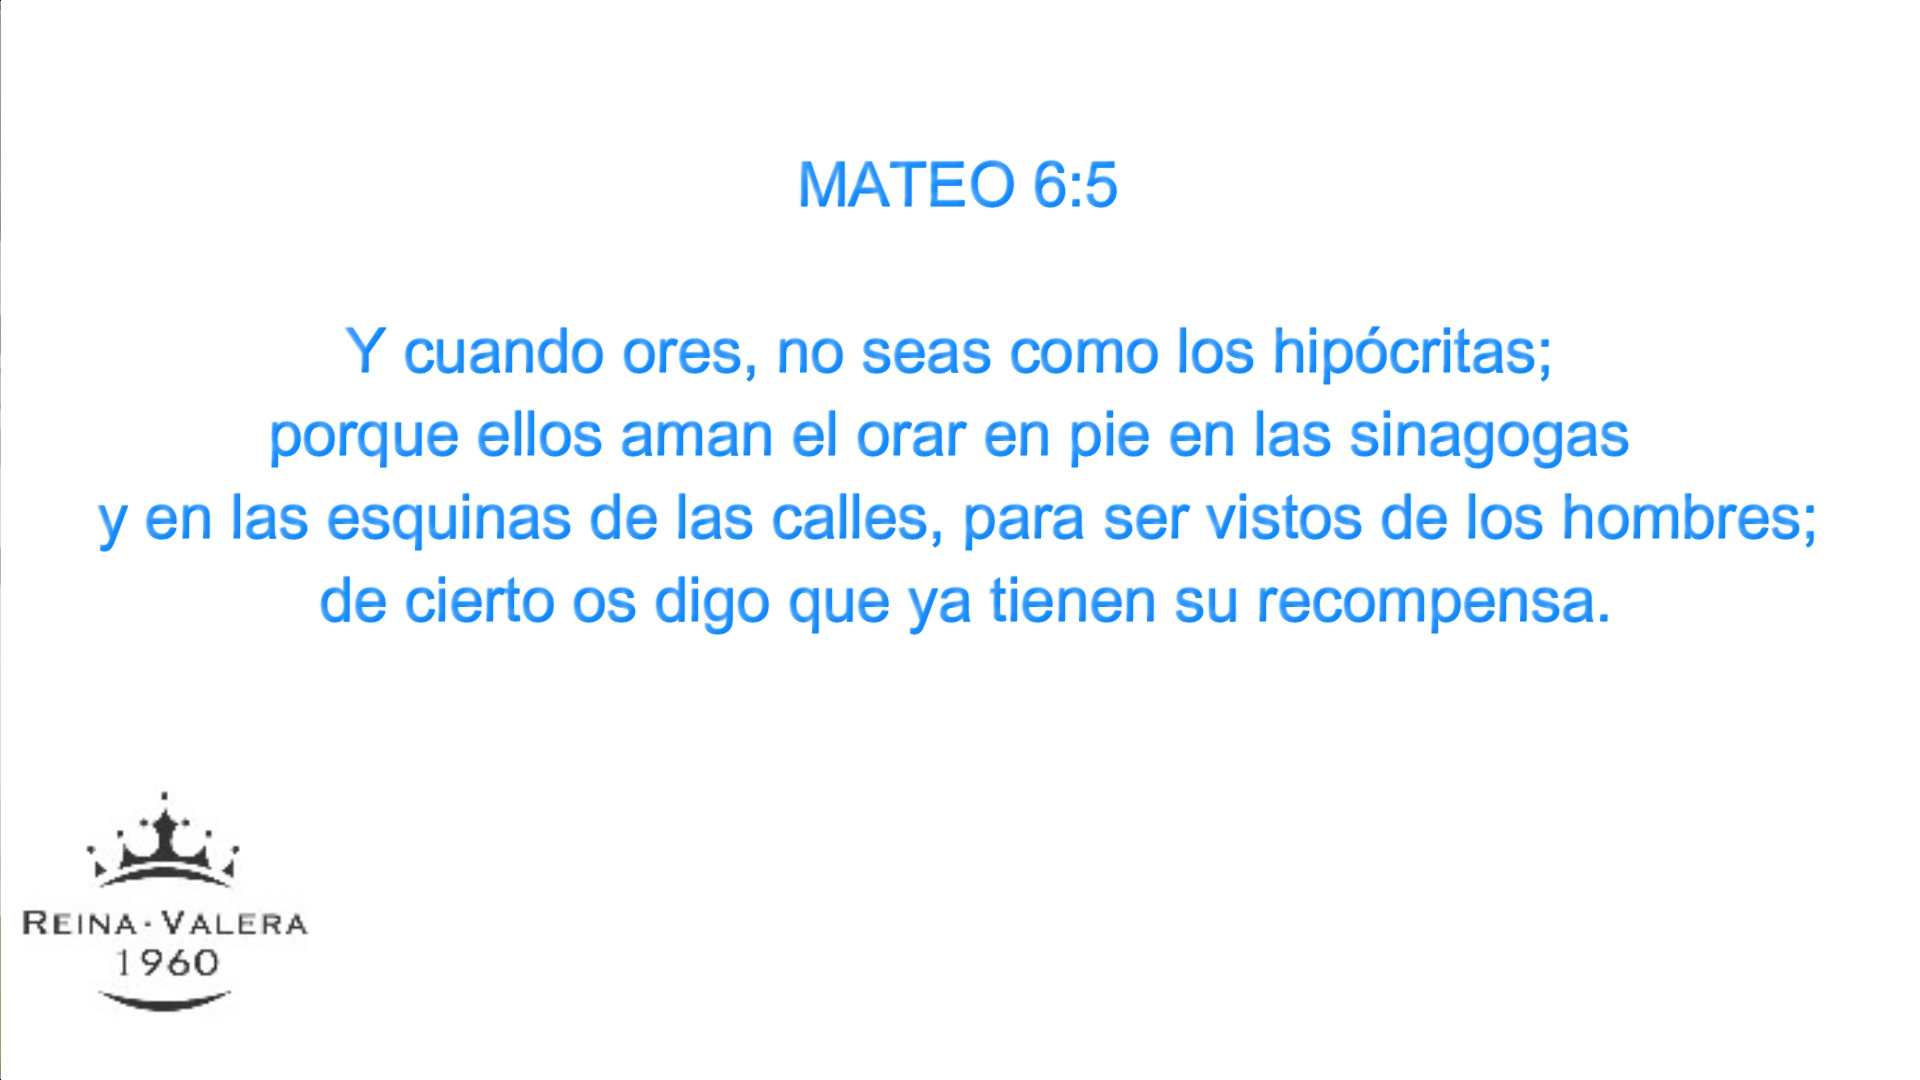 MATEO 6:5
Y cuando ores, no seas como los hipócritas;
porque ellos aman el orar en pie en las sinagogas
y en las esquinas de las calles, para ser vistos de los hombres;
de cierto os digo que ya tienen su recompensa.
REINA·VALERA
1960